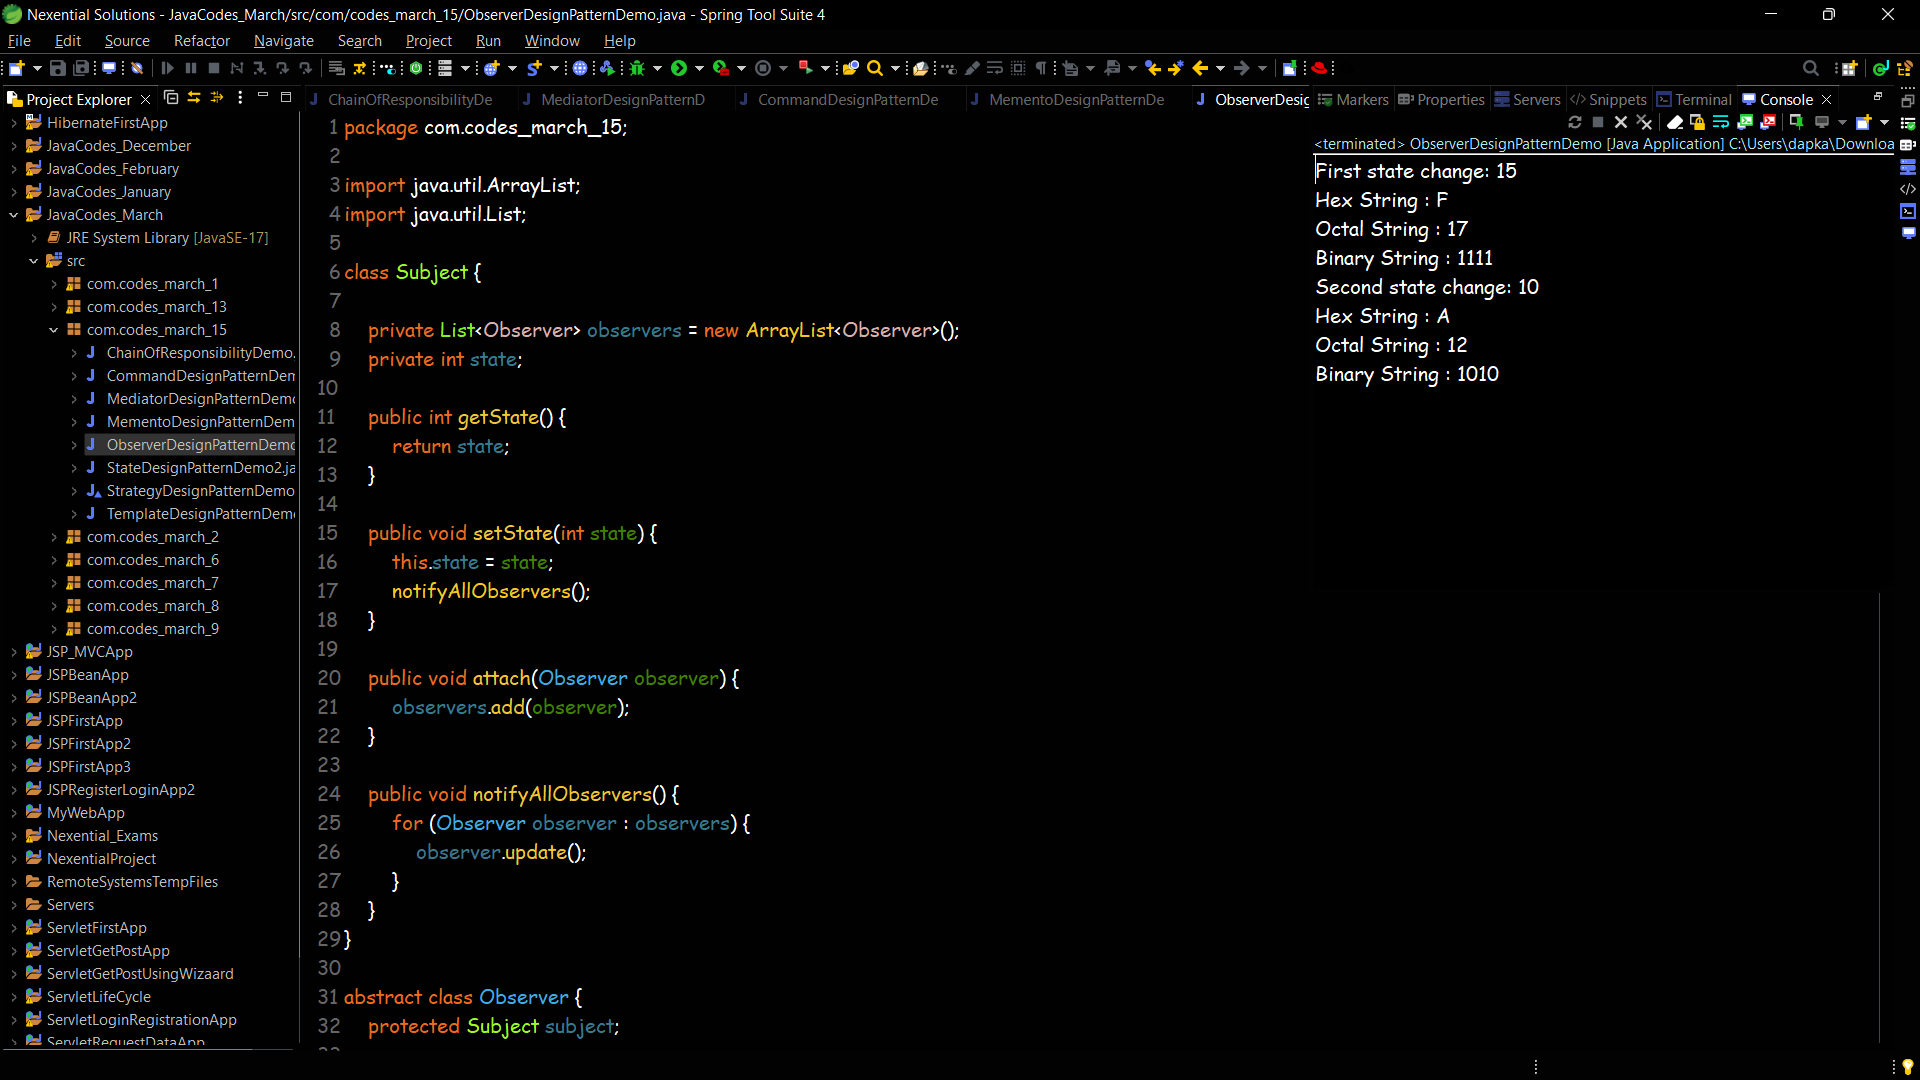 Nexential Solutions - JavaCodes_March/src/com/codes_march_15/ObserverDesignPatternDemo.java - Spring Tool Suite 4
File Edit Source Refactor Navigate Search Project Run Window Help
Project Explorer
HibernateFirstApp
JavaCodes_December
JavaCodes_February
JavaCodes_January
JavaCodes_March
JRE System Library [JavaSE-17]
src
com.codes_march_1
com.codes_march_13
com.codes_march_15
ChainOfResponsibilityDemo.
CommandDesignPatternDem
MediatorDesignPatternDemo
MementoDesignPatternDem
ObserverDesignPatternDemo
StateDesignPatternDemo2.ja
StrategyDesignPatternDemo
TemplateDesignPatternDemo
com.codes_march_2
com.codes_march_6
com.codes_march_7
com.codes_march_8
com.codes_march_9
JSP_MVCApp
JSPBeanApp
JSPBeanApp2
JSPFirstApp
JSPFirstApp2
JSPFirstApp3
JSPRegisterLoginApp2
MyWebApp
Nexential_Exams
NexentialProject
RemoteSystemsTempFiles
Servers
ServletFirstApp
ServletGetPostApp
ServletGetPostUsingWizaard
ServletLifeCycle
ServletLoginRegistrationApp
ServletRequestDataApp
ChainOfResponsibilityDe MediatorDesignPatternD CommandDesignPatternDe MementoDesignPatternDe ObserverDesig
1 package com.codes_march_15;
2
3 import java.util.ArrayList;
4 import java.util.List;
5
6 class Subject {
7
8 private List<Observer> observers = new ArrayList<Observer>();
9 private int state;
10
11 public int getState() {
12 return state;
13 }
14
15 public void setState(int state) {
16 this.state = state;
17 notifyAllObservers();
18 }
19
20 public void attach(Observer observer) {
21 observers.add(observer);
22 }
23
24 public void notifyAllObservers() {
25 for (Observer observer : observers) {
26 observer.update();
27 }
28 }
29 }
30
31 abstract class Observer {
32 protected Subject subject;
Markers Properties Servers Snippets Terminal Console
<terminated> ObserverDesignPatternDemo [Java Application] C:\Users\dapka\Downloa
First state change: 15
Hex String : F
Octal String : 17
Binary String : 1111
Second state change: 10
Hex String : A
Octal String : 12
Binary String : 1010